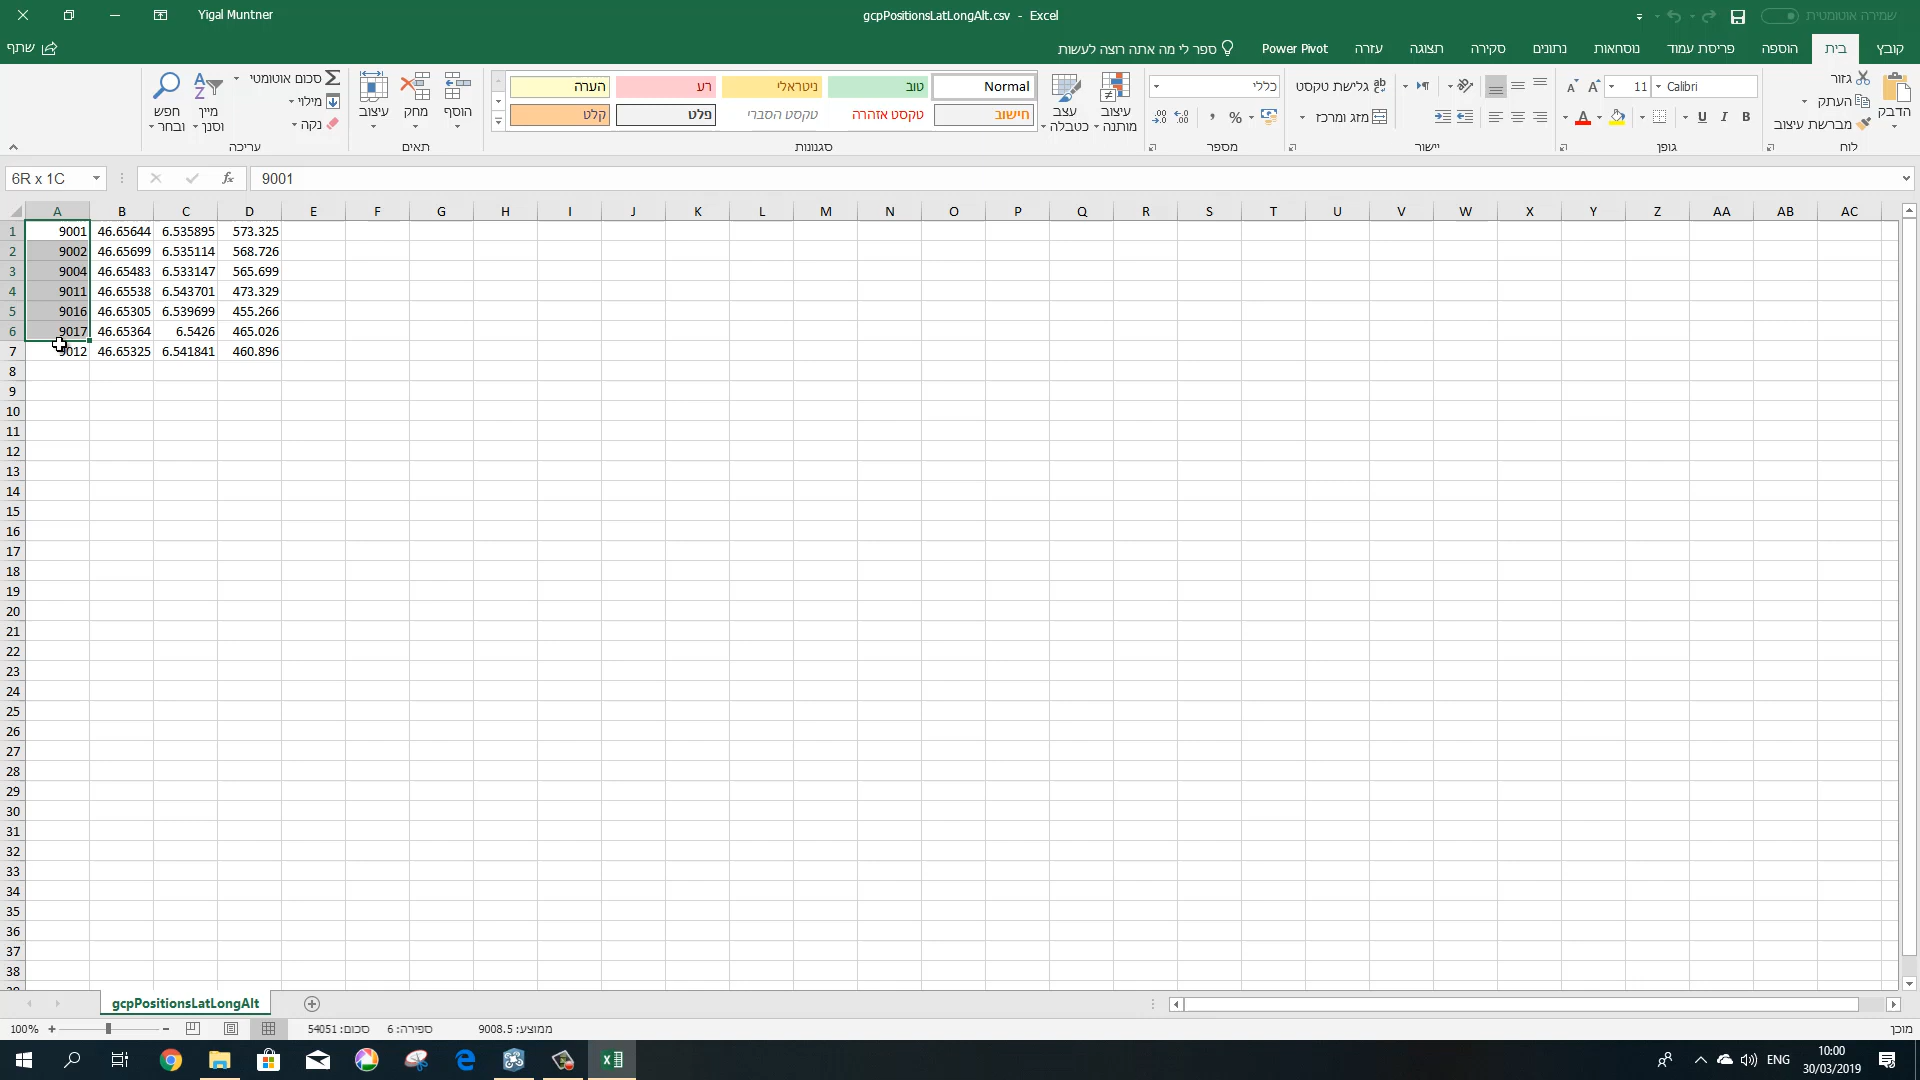 Yigal Muntner
gcpPositionsLatLongAlt.csv - Excel
שמירה אוטומטית
קובץ
בית
הוספה
פריסת עמוד
נוסחאות
נתונים
סקירה
תצוגה
עזרה
Power Pivot
ספר לי מה אתה רוצה לעשות
שתף
הדבק
גזור
העתק
מברשת עיצוב
לוח
Calibri
11
B I U
גופן
גלישת טקסט
מזג ומרכז
יישור
כללי
%
מספר
עיצוב
מותנה
עצב
כטבלה
Normal
טוב
ניטראלי
רע
הערה
חישוב
טקסט אזהרה
טקסט הסברי
פלט
קלט
סגנונות
הוסף
מחק
עיצוב
תאים
סכום אוטומטי
מילוי
נקה
מיין
וסנן
חפש
ובחר
עריכה
6R x 1C
fx
9001
A B C D E F G H I J K L M N O P Q R S T U V W X Y Z AA AB AC
1 9001 46.65644 6.535895 573.325
2 9002 46.65699 6.535114 568.726
3 9004 46.65483 6.533147 565.699
4 9011 46.65538 6.543701 473.329
5 9016 46.65305 6.539699 455.266
6 9017 46.65364 6.5426 465.026
7 9012 46.65325 6.541841 460.896
8
9
10
11
12
13
14
15
16
17
18
19
20
21
22
23
24
25
26
27
28
29
30
31
32
33
34
35
36
37
38
gcpPositionsLatLongAlt
מוכן
ממוצע: 9008.5
ספירה: 6
סכום: 54051
100%
ENG
10:00
30/03/2019